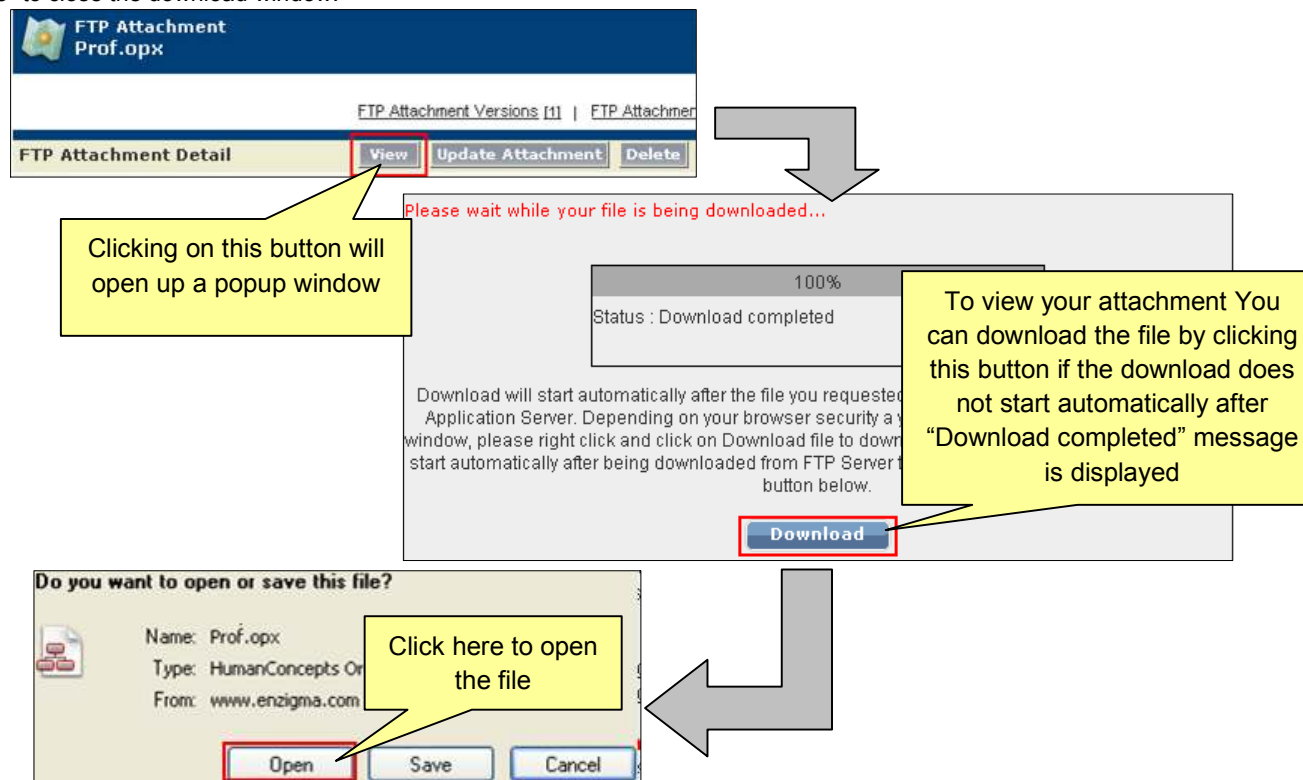 to close the download window.
FTP Attachment
Prof.opx
FTP Attachment Versions [1] | FTP Attachmen
FTP Attachment Detail View Update Attachment Delete
Clicking on this button will
open up a popup window
Please wait while your file is being downloaded...
100%
Status : Download completed
To view your attachment You
can download the file by clicking
this button if the download does
not start automatically after
“Download completed” message
is displayed
Download will start automatically after the file you requested
Application Server. Depending on your browser security a
window, please right click and click on Download file to down
start automatically after being downloaded from FTP Server
button below.
Download
Do you want to open or save this file?
Name: Prof.opx
Type: HumanConcepts Or
From: www.enzigma.com
Click here to open
the file
Open Save Cancel